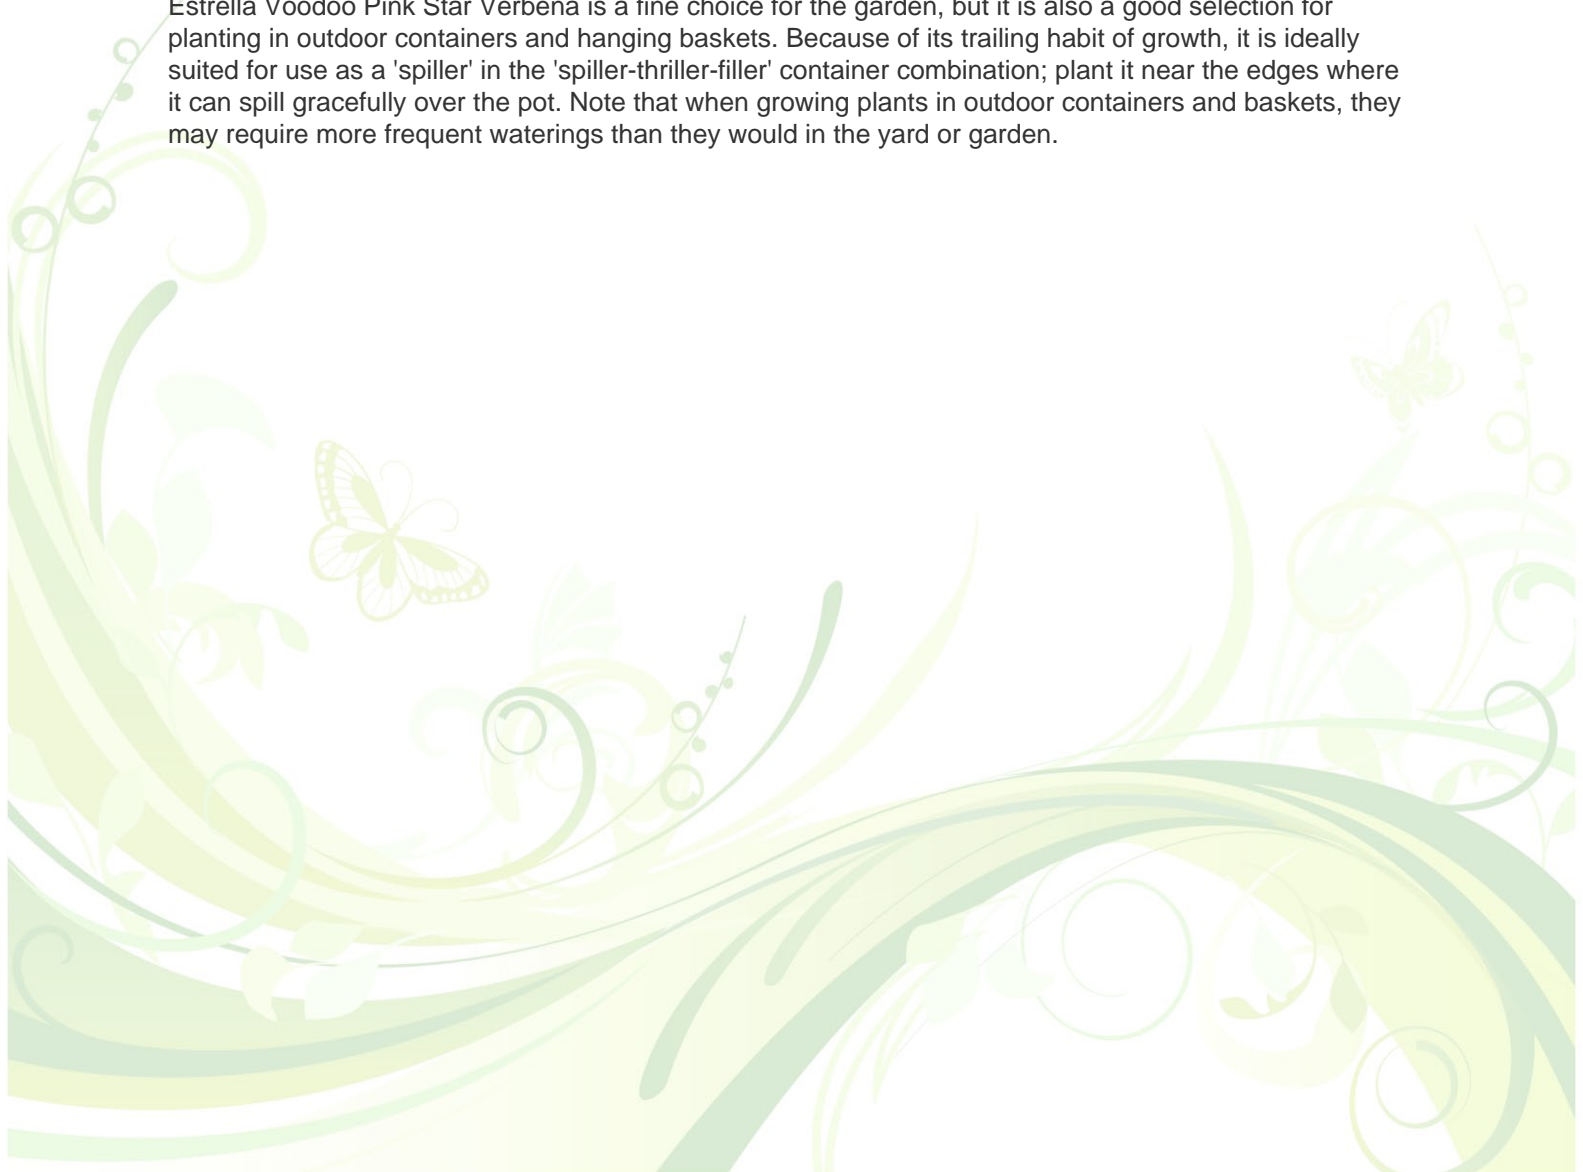 Estrella Voodoo Pink Star Verbena is a fine choice for the garden, but it is also a good selection for
planting in outdoor containers and hanging baskets. Because of its trailing habit of growth, it is ideally
suited for use as a 'spiller' in the 'spiller-thriller-filler' container combination; plant it near the edges where
it can spill gracefully over the pot. Note that when growing plants in outdoor containers and baskets, they
may require more frequent waterings than they would in the yard or garden.